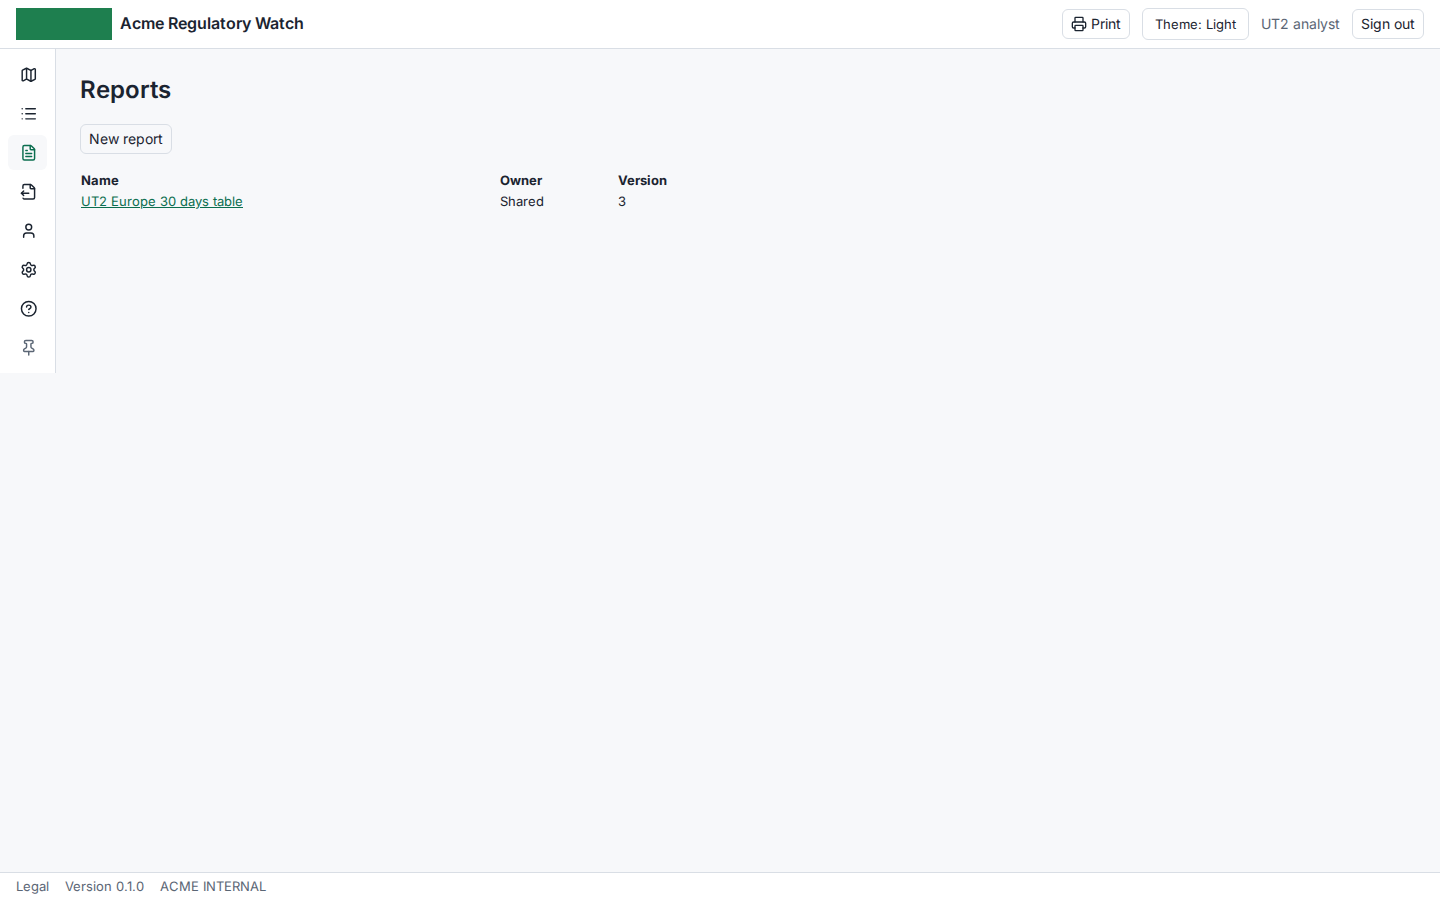 Acme Regulatory Watch
Print
Theme: Light
UT2 analyst
Sign out
Reports
New report
Name Owner Version
UT2 Europe 30 days table Shared 3
Legal Version 0.1.0 ACME INTERNAL